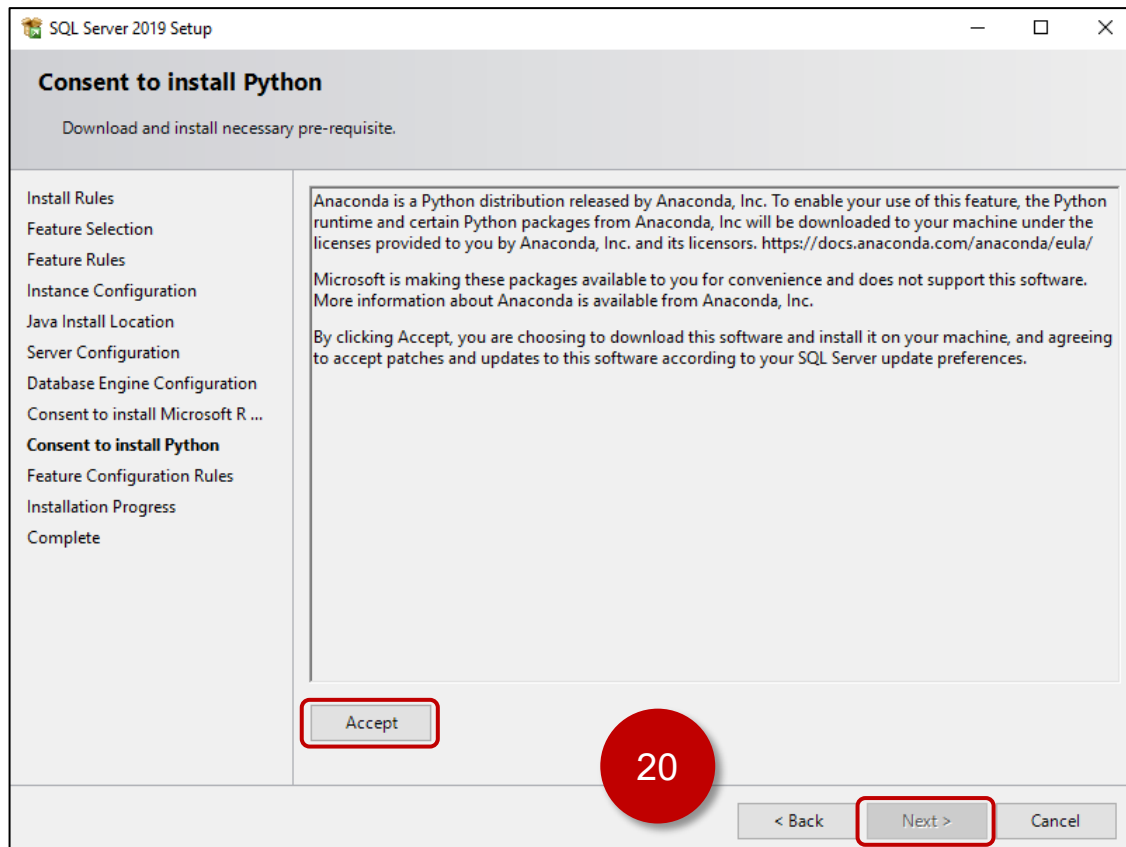 SQL Server 2019 Setup
Consent to install Python
Download and install necessary pre-requisite.
Install Rules
Feature Selection
Feature Rules
Instance Configuration
Java Install Location
Server Configuration
Database Engine Configuration
Consent to install Microsoft R ...
Consent to install Python
Feature Configuration Rules
Installation Progress
Complete
Anaconda is a Python distribution released by Anaconda, Inc. To enable your use of this feature, the Python
runtime and certain Python packages from Anaconda, Inc will be downloaded to your machine under the
licenses provided to you by Anaconda, Inc. and its licensors. https://docs.anaconda.com/anaconda/eula/
Microsoft is making these packages available to you for convenience and does not support this software.
More information about Anaconda is available from Anaconda, Inc.
By clicking Accept, you are choosing to download this software and install it on your machine, and agreeing
to accept patches and updates to this software according to your SQL Server update preferences.
Accept
20
< Back
Next >
Cancel